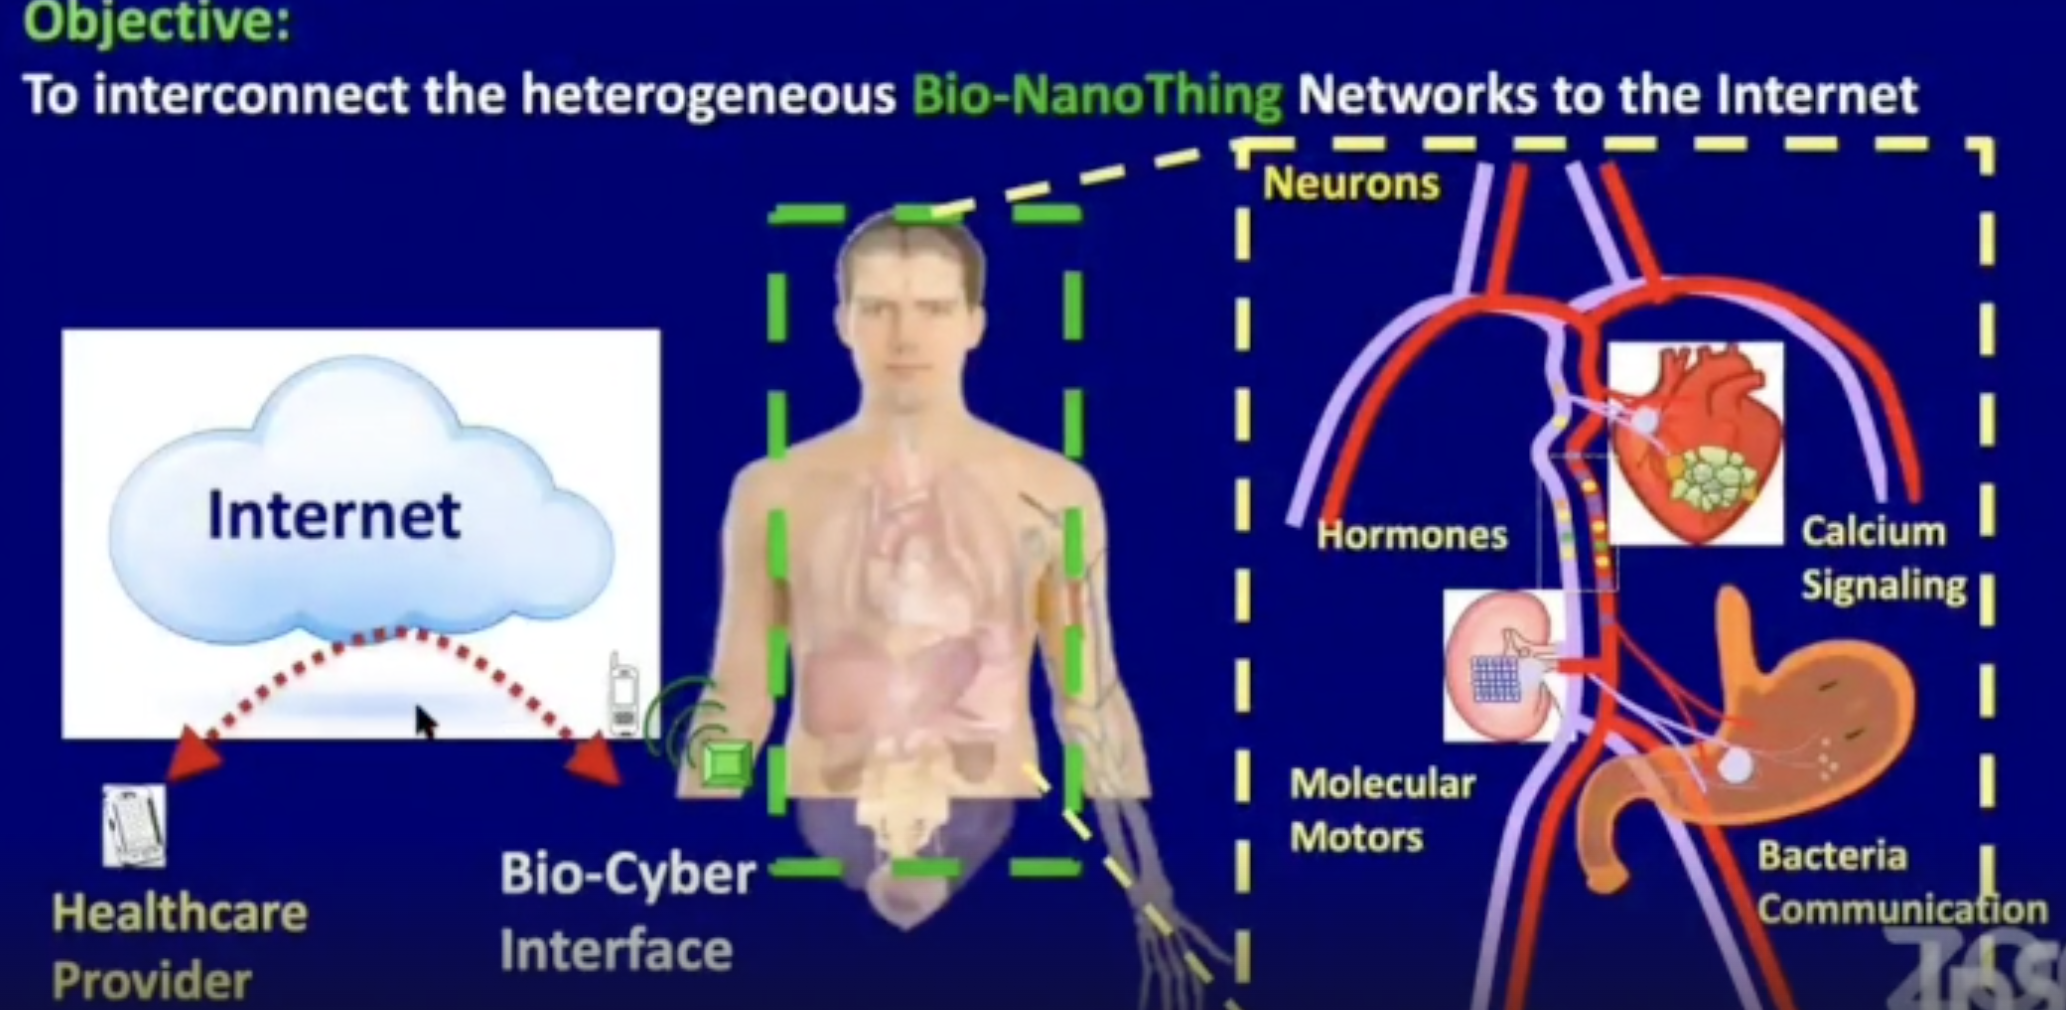 Objective:
To interconnect the heterogeneous Bio-NanoThing Networks to the Internet
Neurons
Internet
Hormones
Calcium
Signaling
Molecular
Motors
Bacteria
Communication
Bio-Cyber
Interface
Healthcare
Provider